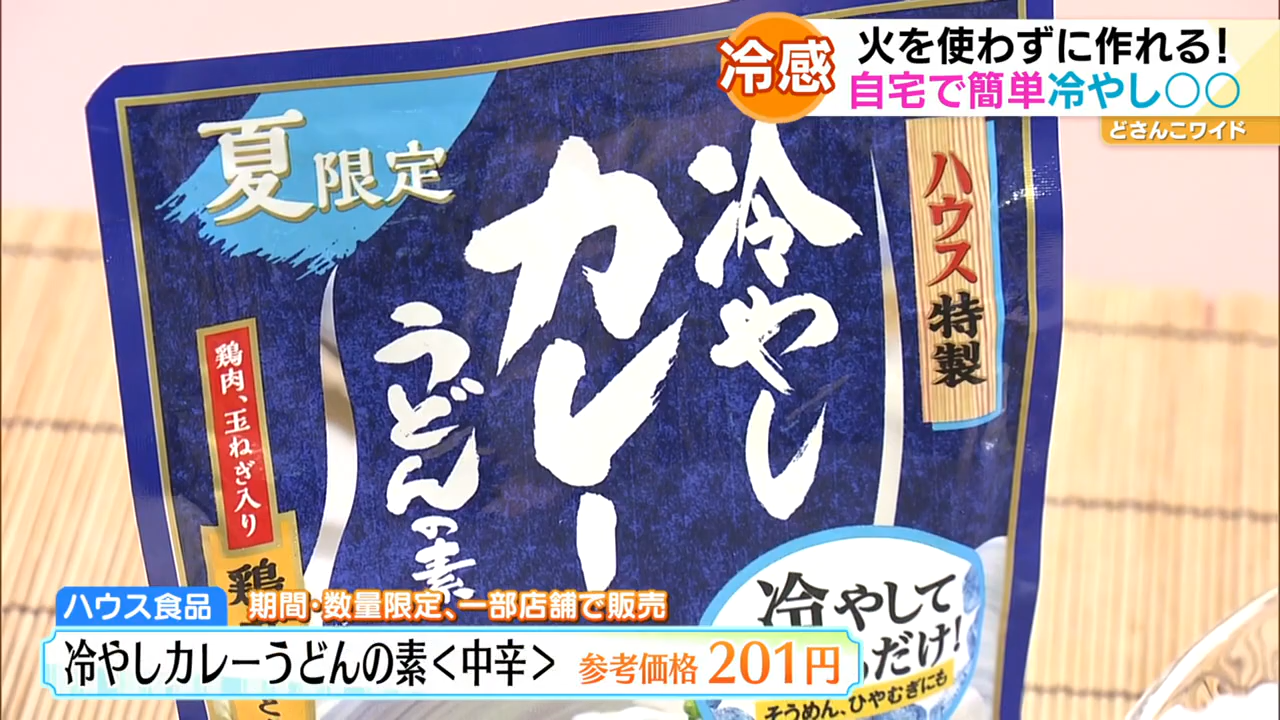 冷感
火を使わずに作れる！
自宅で簡単冷やし○○
どさんこワイド
夏限定
ハウス特製
冷やし
カレー
うどんの素
鶏肉、玉ねぎ入り
鶏
冷やして
だけ！
そうめん、ひやむぎにも
ハウス食品
期間・数量限定、一部店舗で販売
冷やしカレーうどんの素＜中辛＞
参考価格 201円